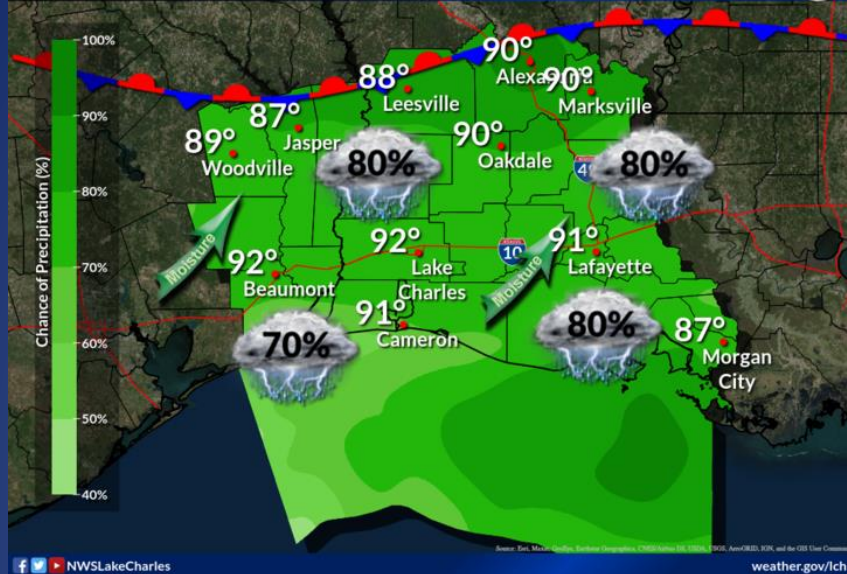 100%
90%
80%
70%
60%
50%
40%
Chance of Precipitation (%)
90°
88°
Leesville
90°
Marksville
87°
Jasper
89°
Woodville
80%
90°
Oakdale
80%
Moisture
92°
Beaumont
92°
Lake
Charles
10
Moisture
91°
Lafayette
91°
Cameron
70%
80%
87°
Morgan
City
NWSLakeCharles
weather.gov/lch